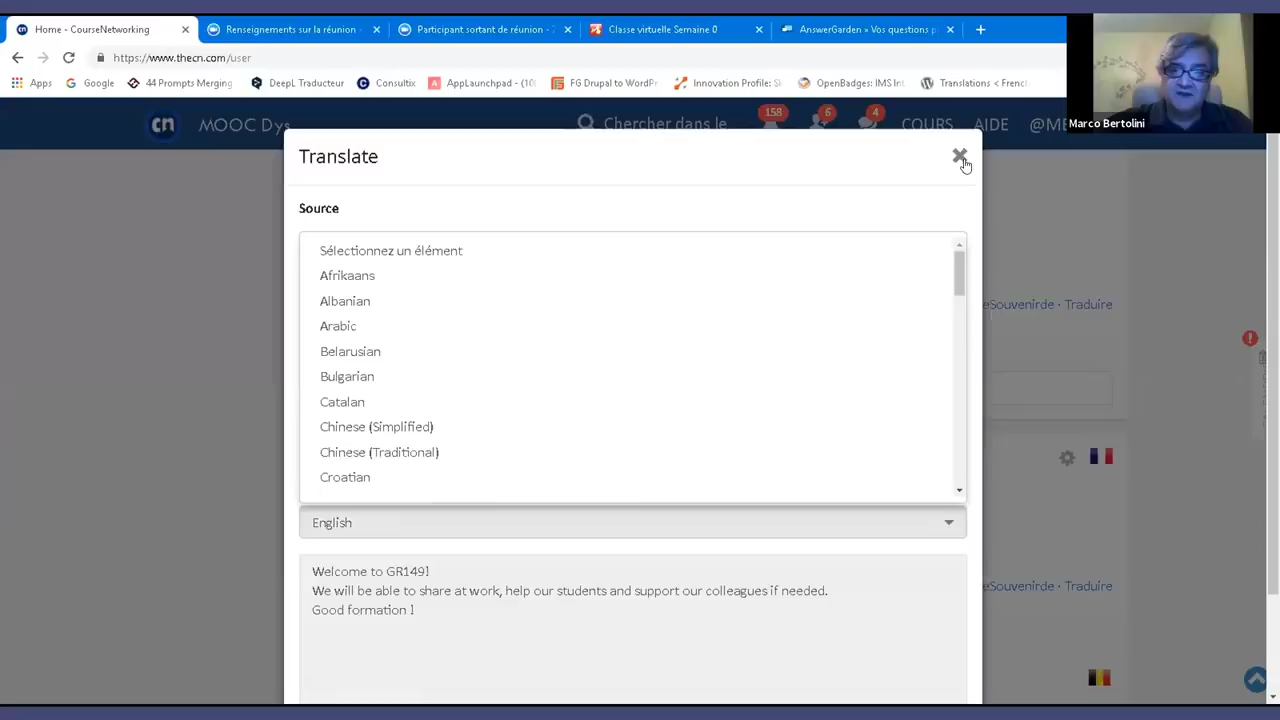 Home - CourseNetworking
Renseignements sur la réunion -
Participant sortant de réunion - Z
Classe virtuelle Semaine 0
AnswerGarden » Vos questions p
https://www.thecn.com/user
Apps
Google
44 Prompts Merging
DeepL Traducteur
Consultix
AppLaunchpad - (10)
FG Drupal to WordPr
Innovation Profile: Sk
OpenBadges: IMS Int
Translations < French
Marco Bertolini
cn
MOOC Dys
Chercher dans le
158
6
4
COURS
AIDE
@ME
Translate
Source
Sélectionnez un élément
Afrikaans
Albanian
Arabic
eSouvenirde · Traduire
Belarusian
Bulgarian
Catalan
Chinese (Simplified)
Chinese (Traditional)
Croatian
English
Welcome to GR149!
We will be able to share at work, help our students and support our colleagues if needed.
eSouvenirde · Traduire
Good formation !